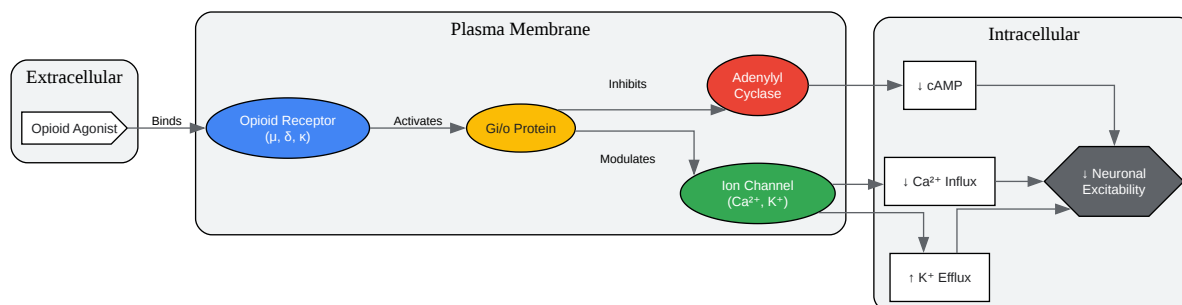 Extracellular
Opioid Agonist
Binds
Plasma Membrane
Opioid Receptor
(μ, δ, κ)
Activates
Gi/o Protein
Inhibits
Modulates
Adenylyl
Cyclase
Ion Channel
(Ca²⁺, K⁺)
Intracellular
↓ cAMP
↓ Ca²⁺ Influx
↑ K⁺ Efflux
↓ Neuronal
Excitability